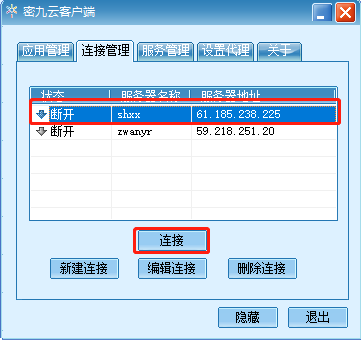 密九云客户端
应用管理 连接管理 服务管理 设置代理 关于
状态 服务器名称 服务器地址
断开 shxx 61.185.238.225
断开 zwanyr 59.218.251.20
连接
新建连接 编辑连接 删除连接
隐藏 退出